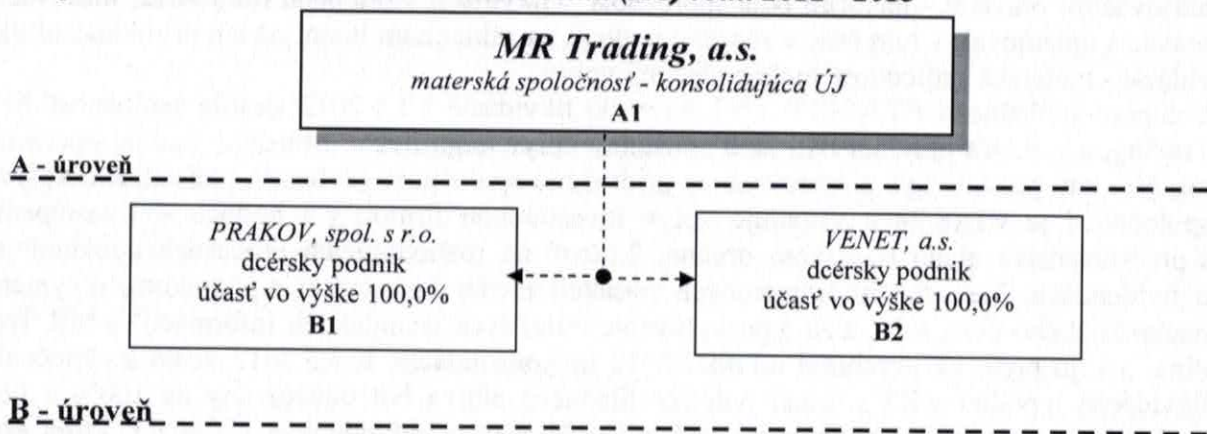 MR Trading, a.s.
materská spoločnosť - konsolidujúca ÚJ
A1
A - úroveň
PRAKOV, spol. s r.o.
dcérsky podnik
účasť vo výške 100,0%
B1
VENET, a.s.
dcérsky podnik
účasť vo výške 100,0%
B2
B - úroveň